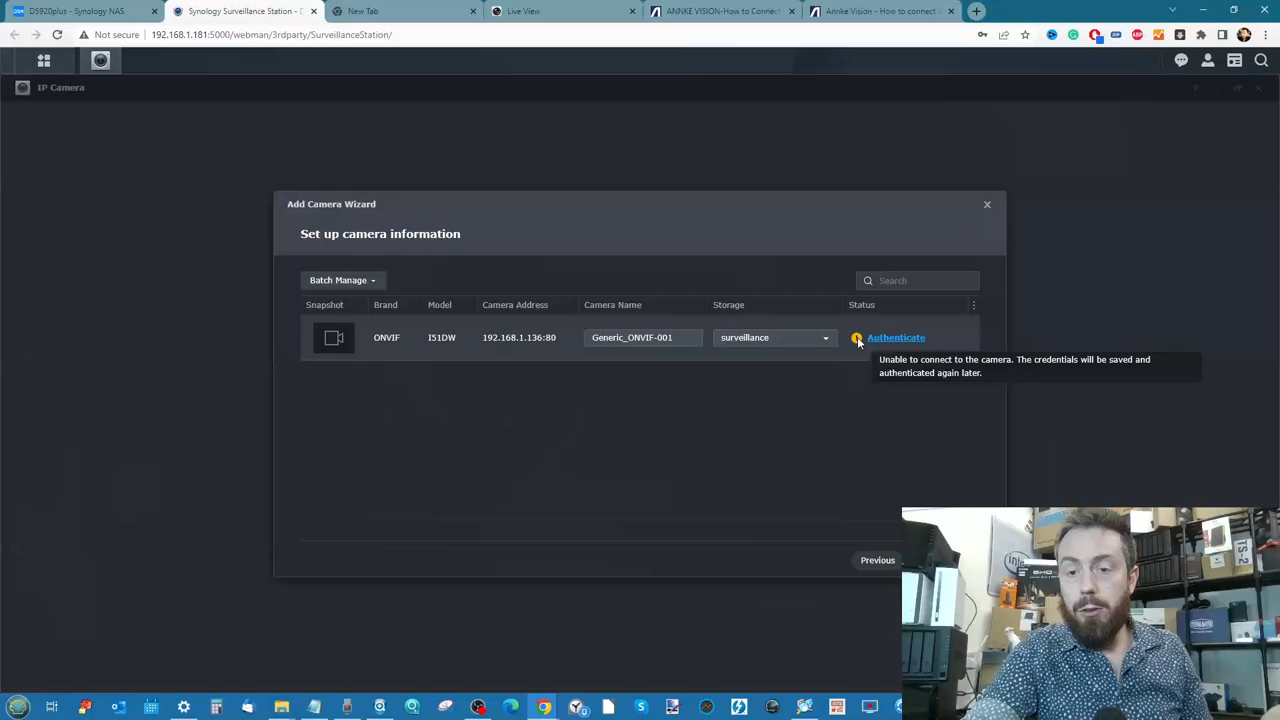 DS920plus - Synology NAS
Synology Surveillance Station - D
New Tab
Live View
ANNKE VISION-How to Connect
Annke Vision - How to connect
Not secure
192.168.1.181:5000/webman/3rdparty/SurveillanceStation/
IP Camera
Add Camera Wizard
Set up camera information
Batch Manage
Search
Snapshot Brand Model Camera Address Camera Name Storage Status
ONVIF I51DW 192.168.1.136:80 Generic_ONVIF-001 surveillance Authenticate
Unable to connect to the camera. The credentials will be saved and
authenticated again later.
Previous
intel
TS-2